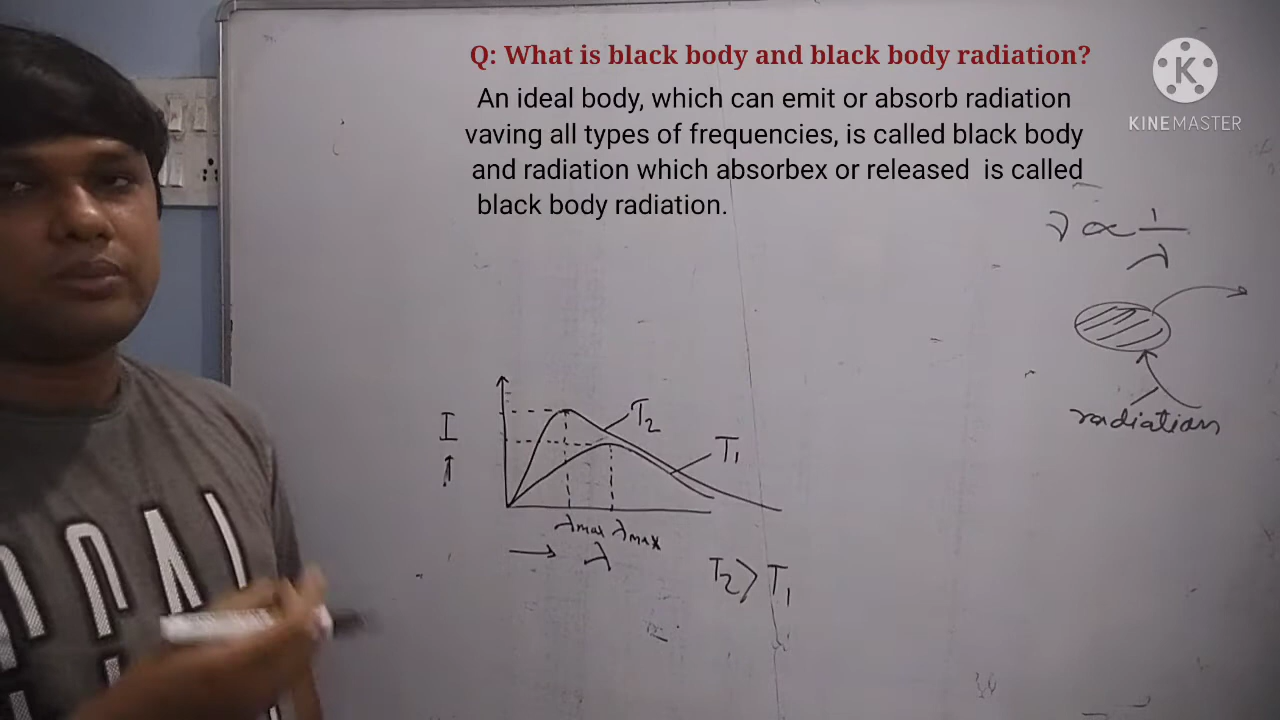 Q: What is black body and black body radiation?
An ideal body, which can emit or absorb radiation
vaving all types of frequencies, is called black body
and radiation which absorbex or released is called
black body radiation.
K
KINEMASTER
ν ∝ 1/λ
radiation
I
T₂
T₁
λmax λmax
λ
T₂ > T₁